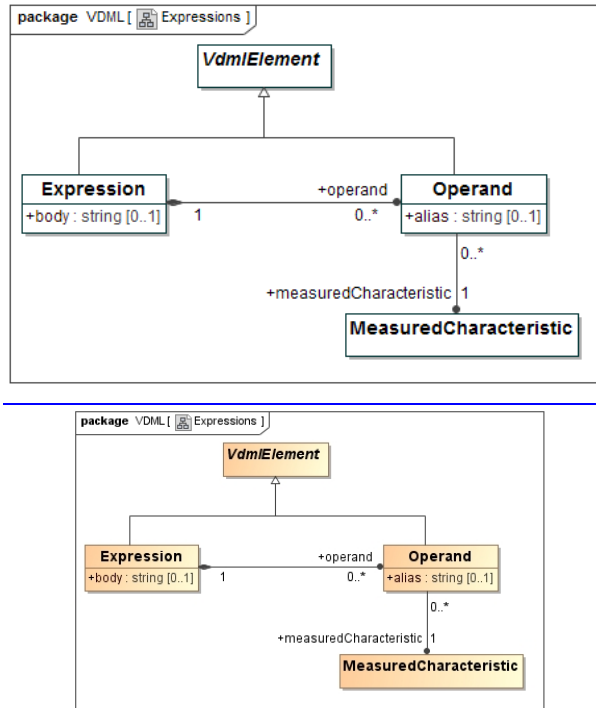 package VDML [ Expressions ]
VdmlElement
Expression
+body : string [0..1]
1
+operand
0..*
Operand
+alias : string [0..1]
0..*
+measuredCharacteristic
1
MeasuredCharacteristic
package VDML [ Expressions ]
VdmlElement
Expression
+body : string [0..1]
1
+operand
0..*
Operand
+alias : string [0..1]
0..*
+measuredCharacteristic
1
MeasuredCharacteristic